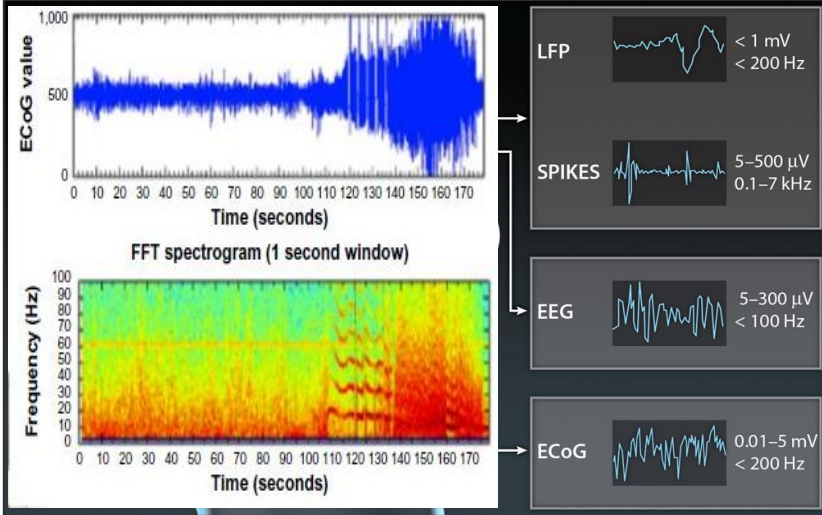 1,000
500
0
ECoG value
0 10 20 30 40 50 60 70 80 90 100 110 120 130 140 150 160 170
Time (seconds)
FFT spectrogram (1 second window)
100
90
80
70
60
50
40
30
20
10
0
Frequency (Hz)
0 10 20 30 40 50 60 70 80 90 100 110 120 130 140 150 160 170
Time (seconds)
LFP
< 1 mV
< 200 Hz
SPIKES
5–500 μV
0.1–7 kHz
EEG
5–300 μV
< 100 Hz
ECoG
0.01–5 mV
< 200 Hz